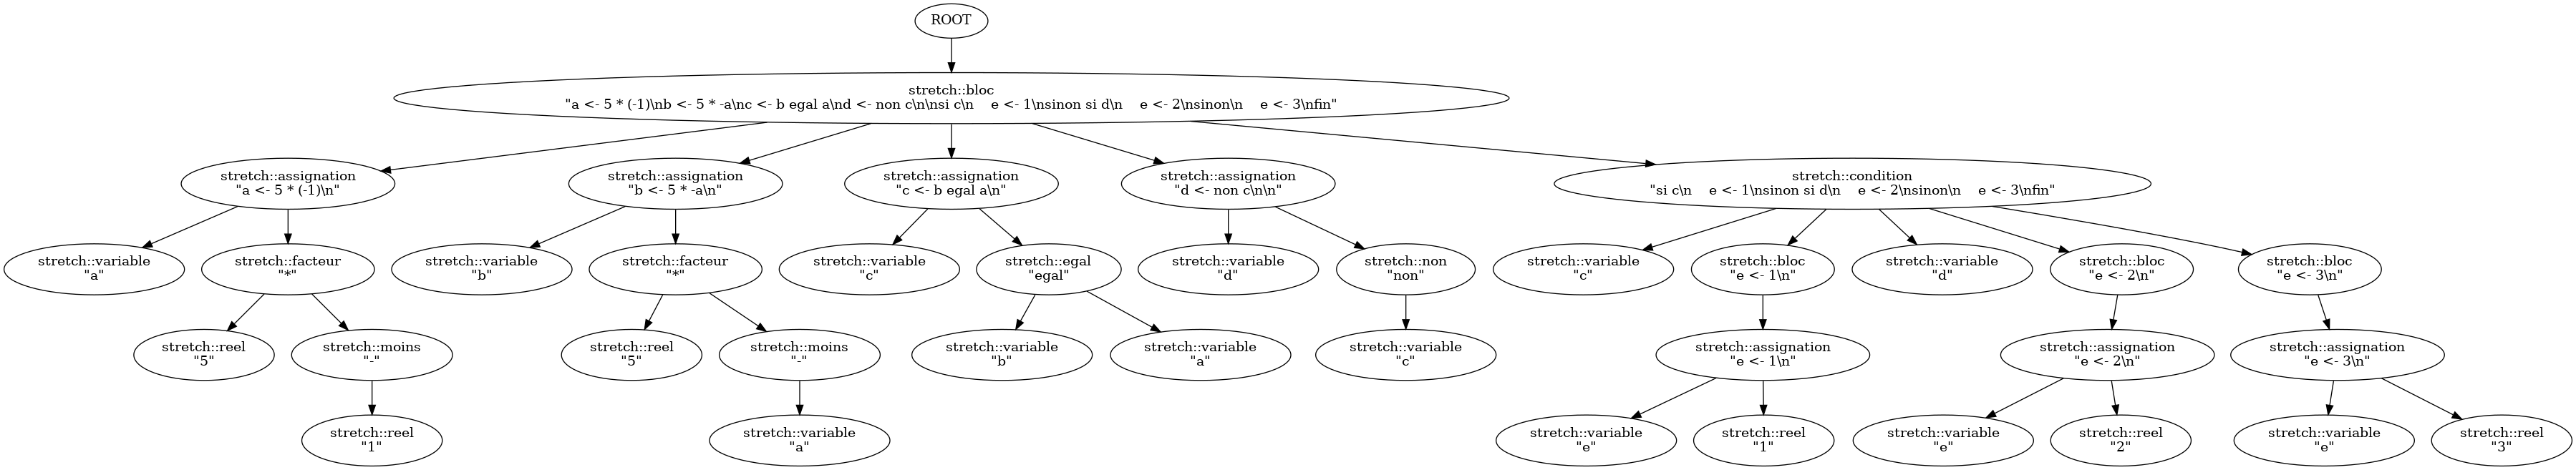 ROOT
stretch::bloc
"a <- 5 * (-1)\nb <- 5 * -a\nc <- b egal a\nd <- non c\n\nsi c\n    e <- 1\nsinon si d\n    e <- 2\nsinon\n    e <- 3\nfin"
stretch::assignation
"a <- 5 * (-1)\n"
stretch::assignation
"b <- 5 * -a\n"
stretch::assignation
"c <- b egal a\n"
stretch::assignation
"d <- non c\n\n"
stretch::condition
"si c\n    e <- 1\nsinon si d\n    e <- 2\nsinon\n    e <- 3\nfin"
stretch::variable
"a"
stretch::facteur
"*"
stretch::variable
"b"
stretch::facteur
"*"
stretch::variable
"c"
stretch::egal
"egal"
stretch::variable
"d"
stretch::non
"non"
stretch::variable
"c"
stretch::bloc
"e <- 1\n"
stretch::variable
"d"
stretch::bloc
"e <- 2\n"
stretch::bloc
"e <- 3\n"
stretch::reel
"5"
stretch::moins
"-"
stretch::reel
"5"
stretch::moins
"-"
stretch::variable
"b"
stretch::variable
"a"
stretch::variable
"c"
stretch::assignation
"e <- 1\n"
stretch::assignation
"e <- 2\n"
stretch::assignation
"e <- 3\n"
stretch::reel
"1"
stretch::variable
"a"
stretch::variable
"e"
stretch::reel
"1"
stretch::variable
"e"
stretch::reel
"2"
stretch::variable
"e"
stretch::reel
"3"